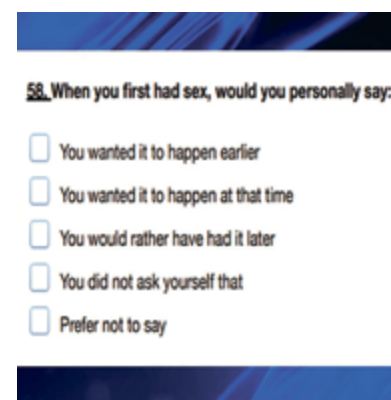 58. When you first had sex, would you personally say:
You wanted it to happen earlier
You wanted it to happen at that time
You would rather have had it later
You did not ask yourself that
Prefer not to say